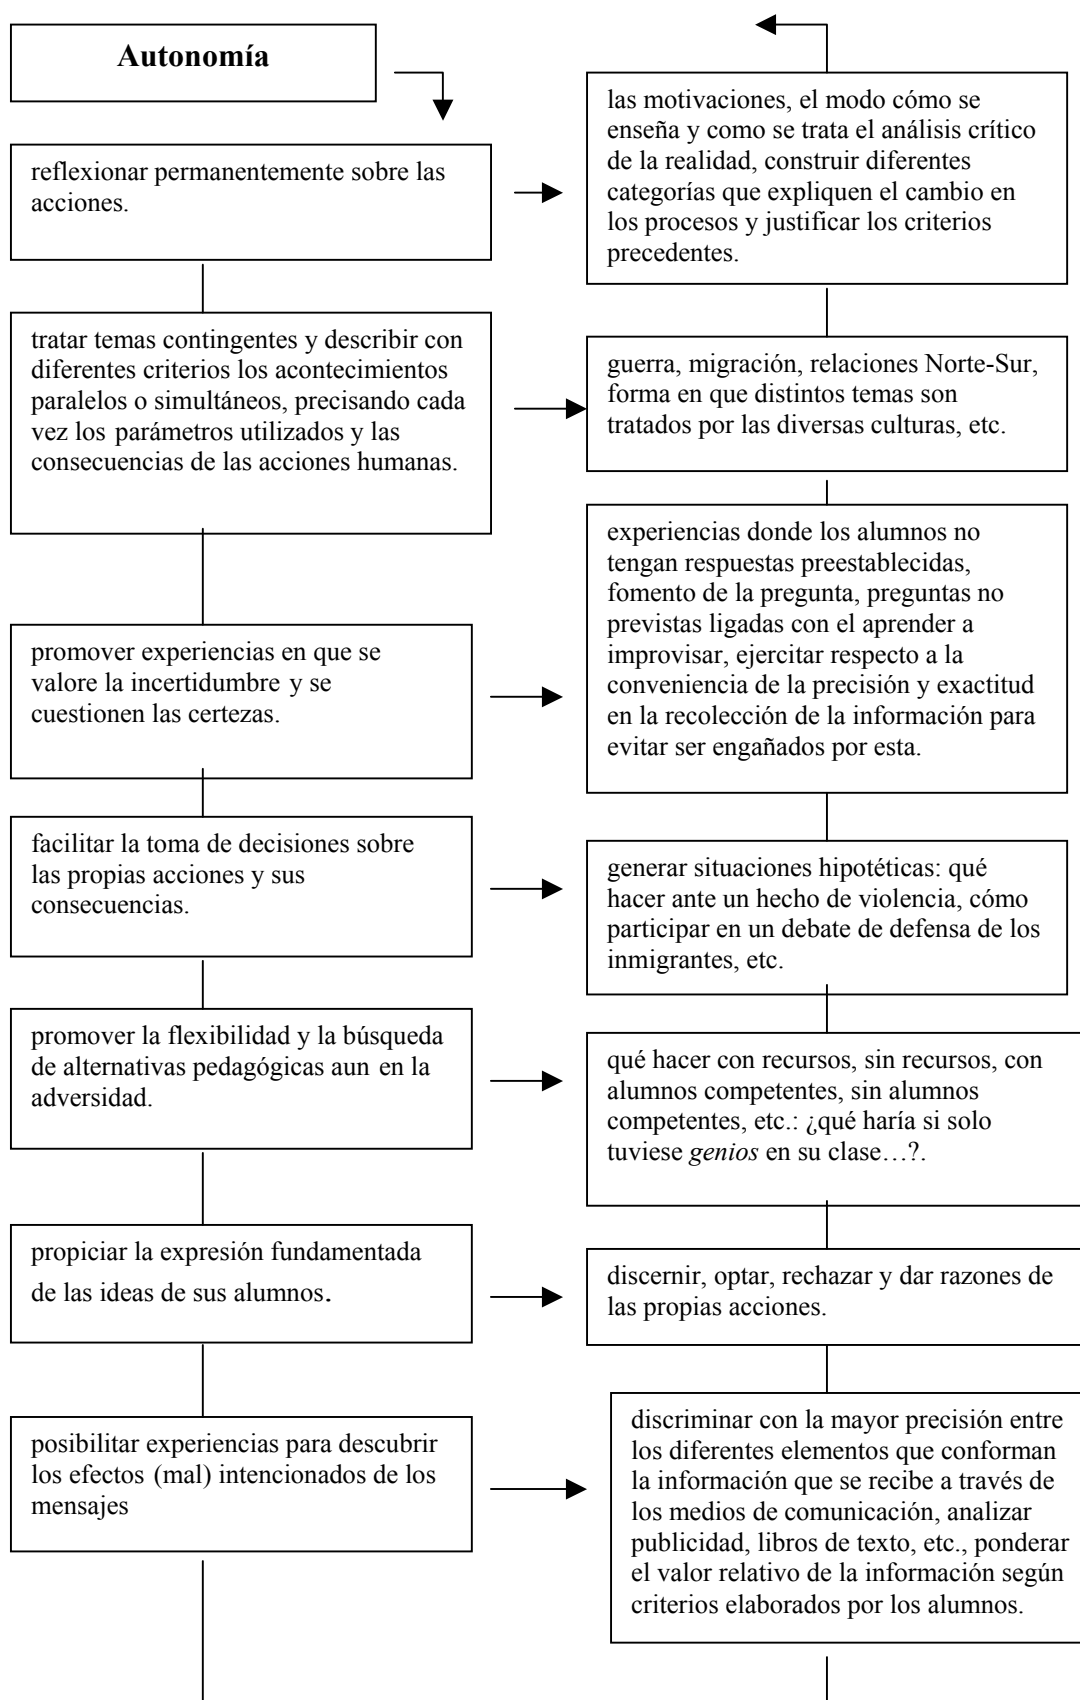 Autonomía
reflexionar permanentemente sobre las
acciones.
las motivaciones, el modo cómo se
enseña y como se trata el análisis crítico
de la realidad, construir diferentes
categorías que expliquen el cambio en
los procesos y justificar los criterios
precedentes.
tratar temas contingentes y describir con
diferentes criterios los acontecimientos
paralelos o simultáneos, precisando cada
vez los parámetros utilizados y las
consecuencias de las acciones humanas.
guerra, migración, relaciones Norte-Sur,
forma en que distintos temas son
tratados por las diversas culturas, etc.
promover experiencias en que se
valore la incertidumbre y se
cuestionen las certezas.
experiencias donde los alumnos no
tengan respuestas preestablecidas,
fomento de la pregunta, preguntas no
previstas ligadas con el aprender a
improvisar, ejercitar respecto a la
conveniencia de la precisión y exactitud
en la recolección de la información para
evitar ser engañados por esta.
facilitar la toma de decisiones sobre
las propias acciones y sus
consecuencias.
generar situaciones hipotéticas: qué
hacer ante un hecho de violencia, cómo
participar en un debate de defensa de los
inmigrantes, etc.
promover la flexibilidad y la búsqueda
de alternativas pedagógicas aun en la
adversidad.
qué hacer con recursos, sin recursos, con
alumnos competentes, sin alumnos
competentes, etc.: ¿qué haría si solo
tuviese genios en su clase…?.
propiciar la expresión fundamentada
de las ideas de sus alumnos.
discernir, optar, rechazar y dar razones de
las propias acciones.
posibilitar experiencias para descubrir
los efectos (mal) intencionados de los
mensajes
discriminar con la mayor precisión entre
los diferentes elementos que conforman
la información que se recibe a través de
los medios de comunicación, analizar
publicidad, libros de texto, etc., ponderar
el valor relativo de la información según
criterios elaborados por los alumnos.